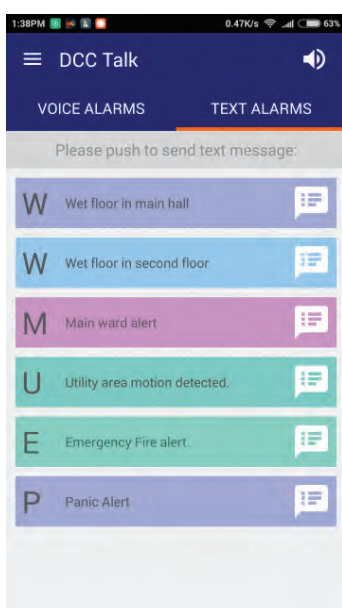 1:38PM 0.47K/s 63%
DCC Talk
VOICE ALARMS TEXT ALARMS
Please push to send text message:
W Wet floor in main hall
W Wet floor in second floor
M Main ward alert
U Utility area motion detected.
E Emergency Fire alert.
P Panic Alert